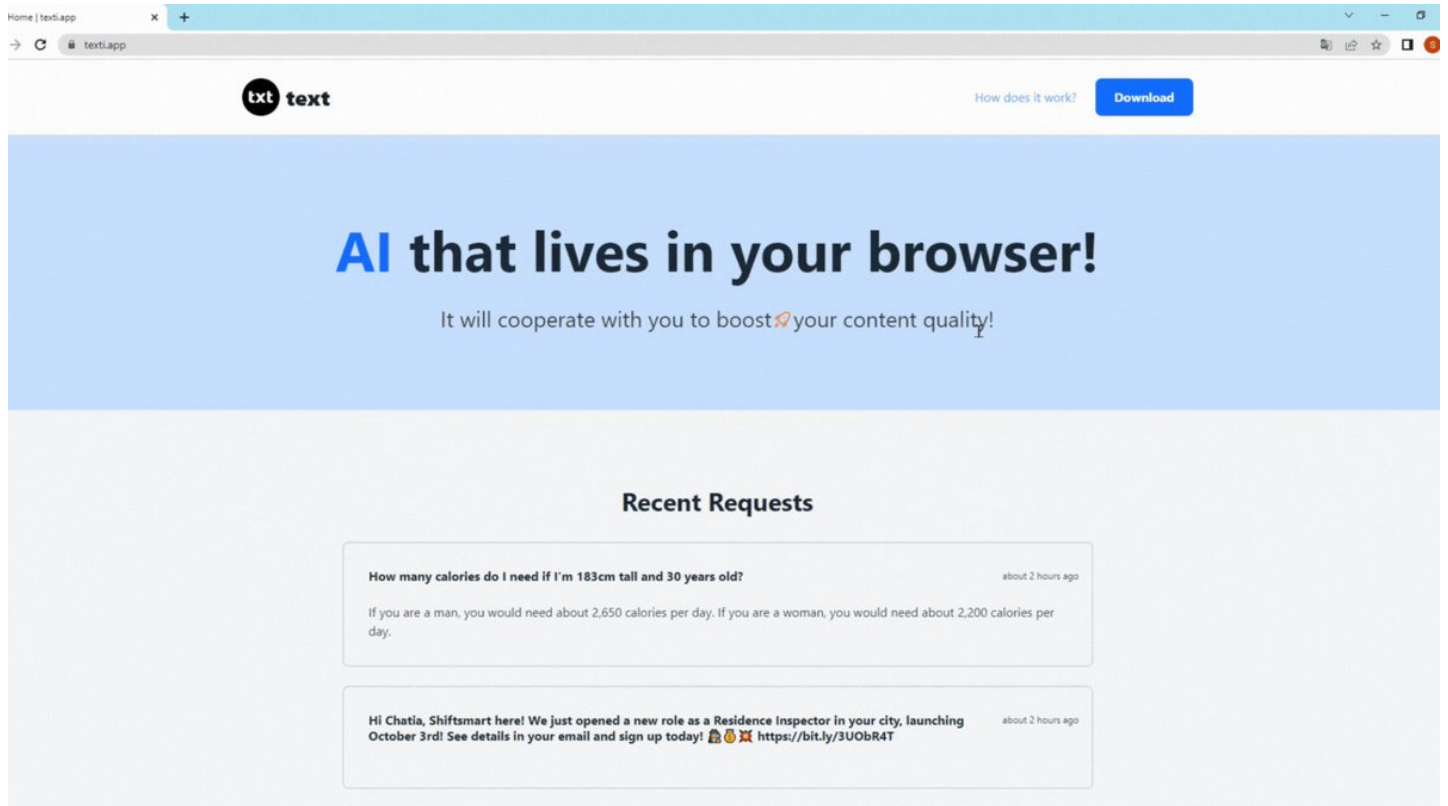 Home | texti.app
texti.app
txt text
How does it work?
Download
AI that lives in your browser!
It will cooperate with you to boost🚀your content quality!
Recent Requests
How many calories do I need if I'm 183cm tall and 30 years old?
about 2 hours ago
If you are a man, you would need about 2,650 calories per day. If you are a woman, you would need about 2,200 calories per
day.
Hi Chatia, Shiftsmart here! We just opened a new role as a Residence Inspector in your city, launching
about 2 hours ago
October 3rd! See details in your email and sign up today! 🕵️💰💥 https://bit.ly/3UObR4T
S